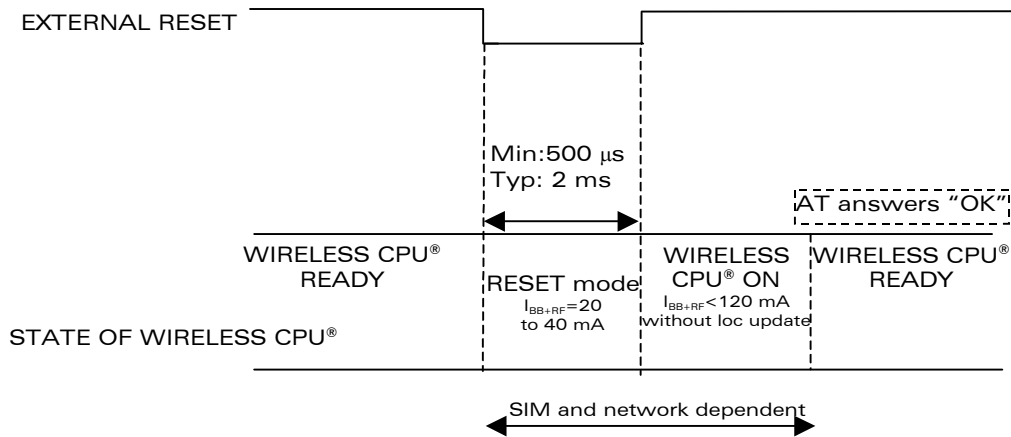 EXTERNAL RESET
Min:500 µs
Typ: 2 ms
AT answers “OK”
WIRELESS CPU®
READY
RESET mode
IBB+RF=20
to 40 mA
WIRELESS
CPU® ON
IBB+RF<120 mA
without loc update
WIRELESS CPU®
READY
STATE OF WIRELESS CPU®
SIM and network dependent